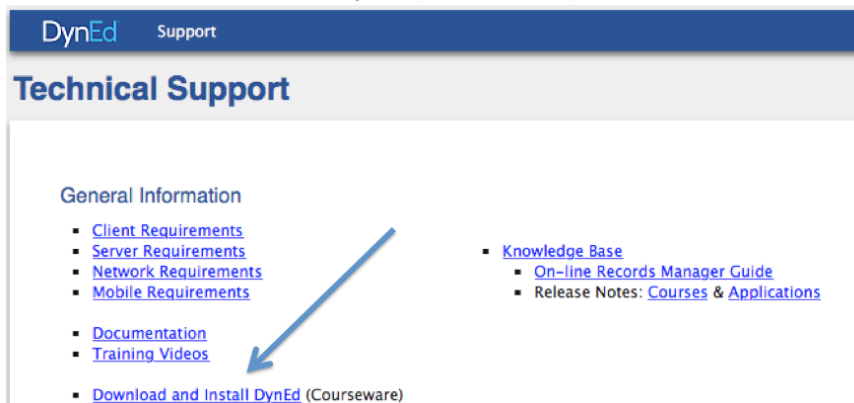 DynEd Support
Technical Support
General Information
Client Requirements
Server Requirements
Network Requirements
Mobile Requirements
Documentation
Training Videos
Download and Install DynEd (Courseware)
Knowledge Base
On-line Records Manager Guide
Release Notes: Courses & Applications